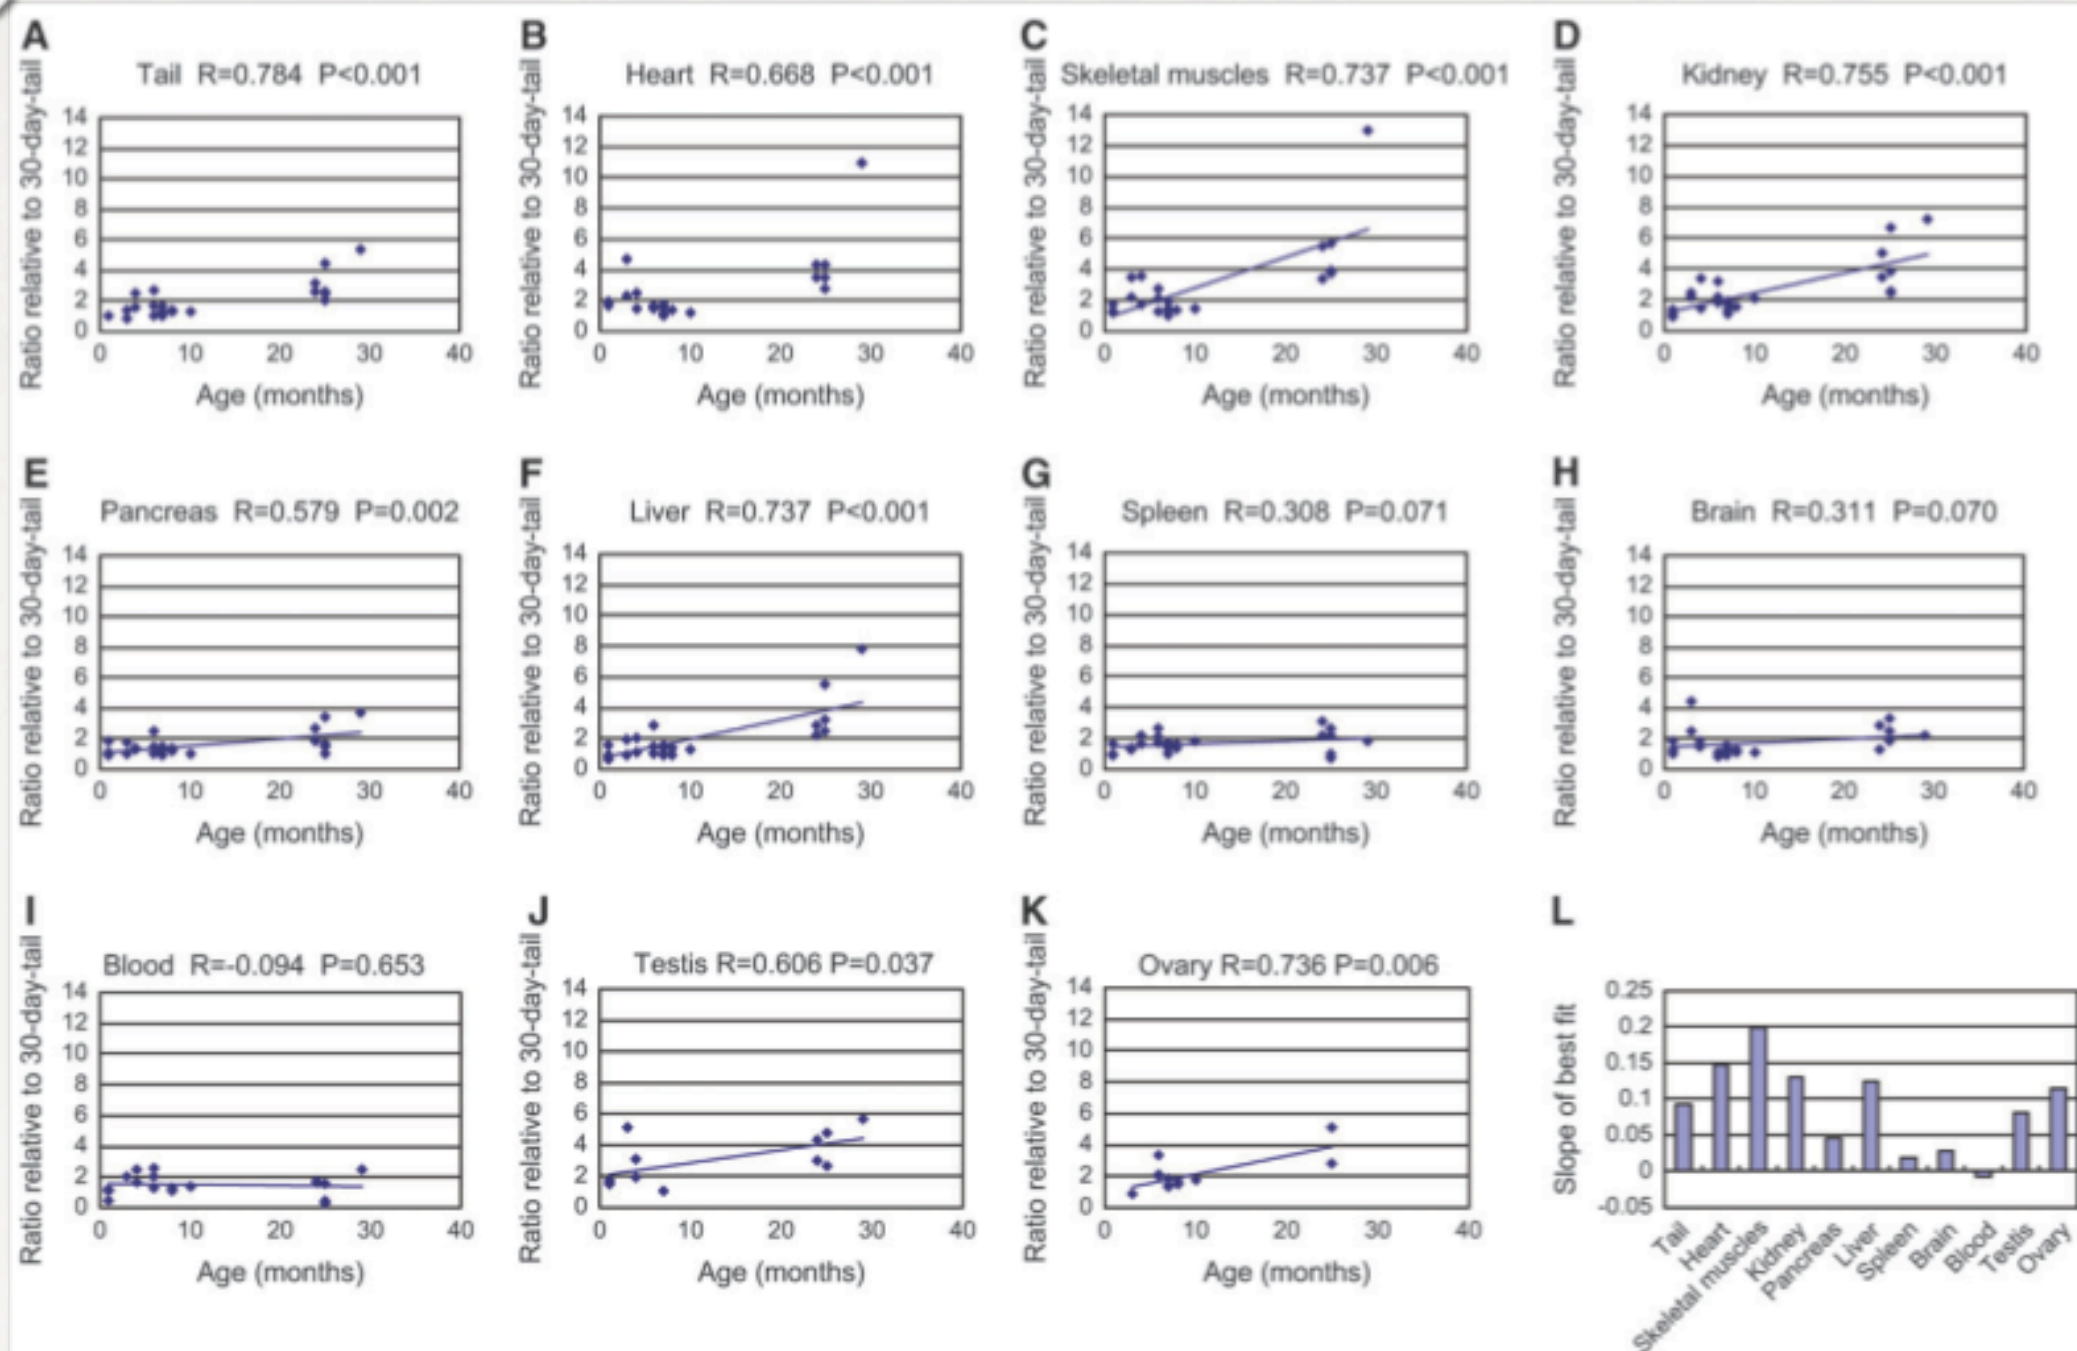 A
Tail R=0.784 P<0.001
Ratio relative to 30-day-tail
14
12
10
8
6
4
2
0
0 10 20 30 40
Age (months)
B
Heart R=0.668 P<0.001
Ratio relative to 30-day-tail
14
12
10
8
6
4
2
0
0 10 20 30 40
Age (months)
C
Skeletal muscles R=0.737 P<0.001
Ratio relative to 30-day-tail
14
12
10
8
6
4
2
0
0 10 20 30 40
Age (months)
D
Kidney R=0.755 P<0.001
Ratio relative to 30-day-tail
14
12
10
8
6
4
2
0
0 10 20 30 40
Age (months)
E
Pancreas R=0.579 P=0.002
Ratio relative to 30-day-tail
14
12
10
8
6
4
2
0
0 10 20 30 40
Age (months)
F
Liver R=0.737 P<0.001
Ratio relative to 30-day-tail
14
12
10
8
6
4
2
0
0 10 20 30 40
Age (months)
G
Spleen R=0.308 P=0.071
Ratio relative to 30-day-tail
14
12
10
8
6
4
2
0
0 10 20 30 40
Age (months)
H
Brain R=0.311 P=0.070
Ratio relative to 30-day-tail
14
12
10
8
6
4
2
0
0 10 20 30 40
Age (months)
I
Blood R=-0.094 P=0.653
Ratio relative to 30-day-tail
14
12
10
8
6
4
2
0
0 10 20 30 40
Age (months)
J
Testis R=0.606 P=0.037
Ratio relative to 30-day-tail
14
12
10
8
6
4
2
0
0 10 20 30 40
Age (months)
K
Ovary R=0.736 P=0.006
Ratio relative to 30-day-tail
14
12
10
8
6
4
2
0
0 10 20 30 40
Age (months)
L
Slope of best fit
0.25
0.2
0.15
0.1
0.05
0
-0.05
Tail
Heart
Skeletal muscles
Kidney
Pancreas
Liver
Spleen
Brain
Blood
Testis
Ovary